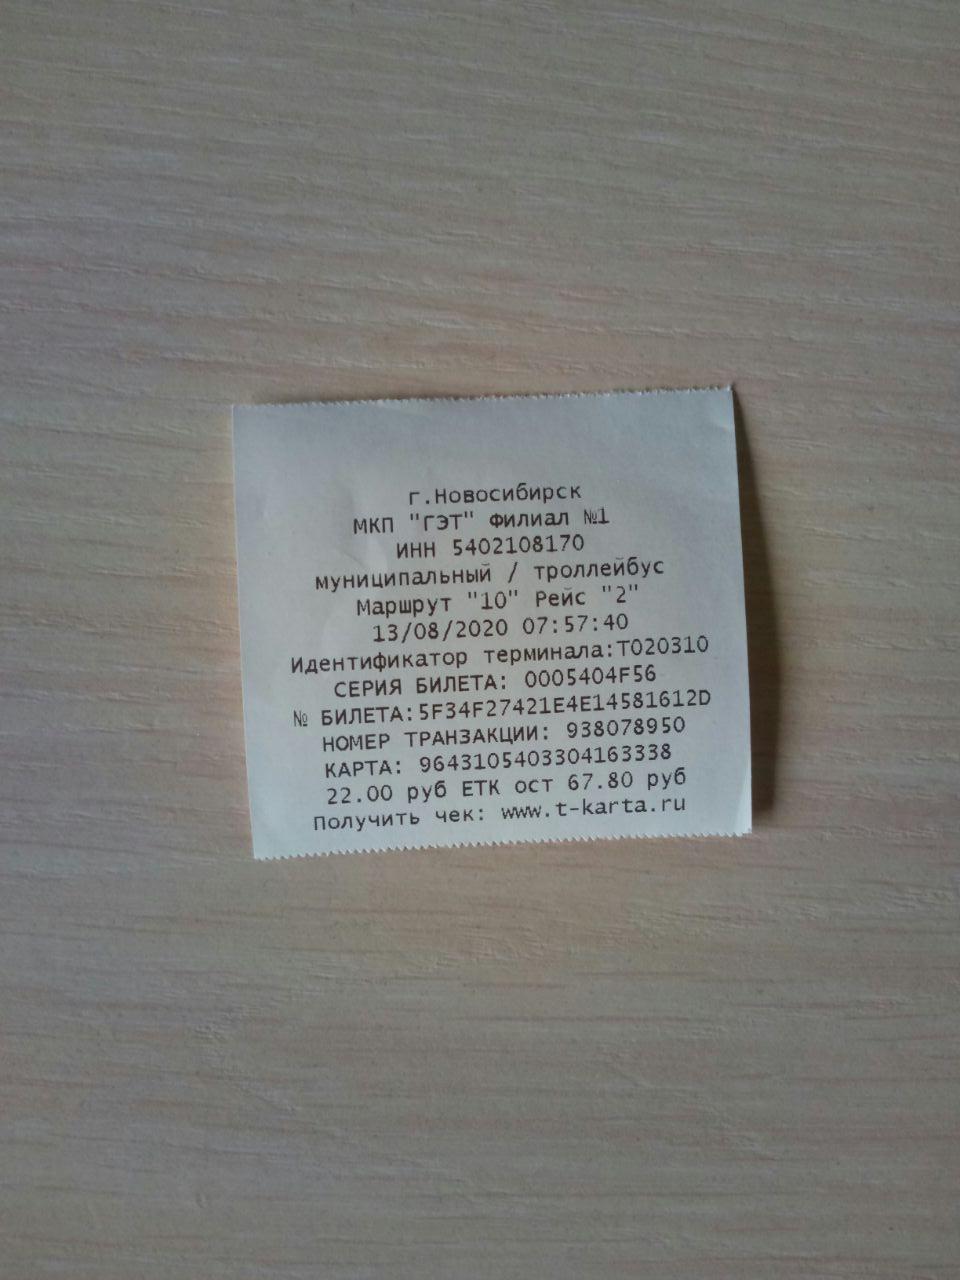 г.Новосибирск
МКП "ГЭТ" Филиал №1
ИНН 5402108170
муниципальный / троллейбус
Маршрут "10" Рейс "2"
13/08/2020 07:57:40
Идентификатор терминала:T020310
СЕРИЯ БИЛЕТА: 0005404F56
№ БИЛЕТА:5F34F27421E4E14581612D
НОМЕР ТРАНЗАКЦИИ: 938078950
КАРТА: 9643105403304163338
22.00 руб ЕТК ост 67.80 руб
Получить чек: www.t-karta.ru